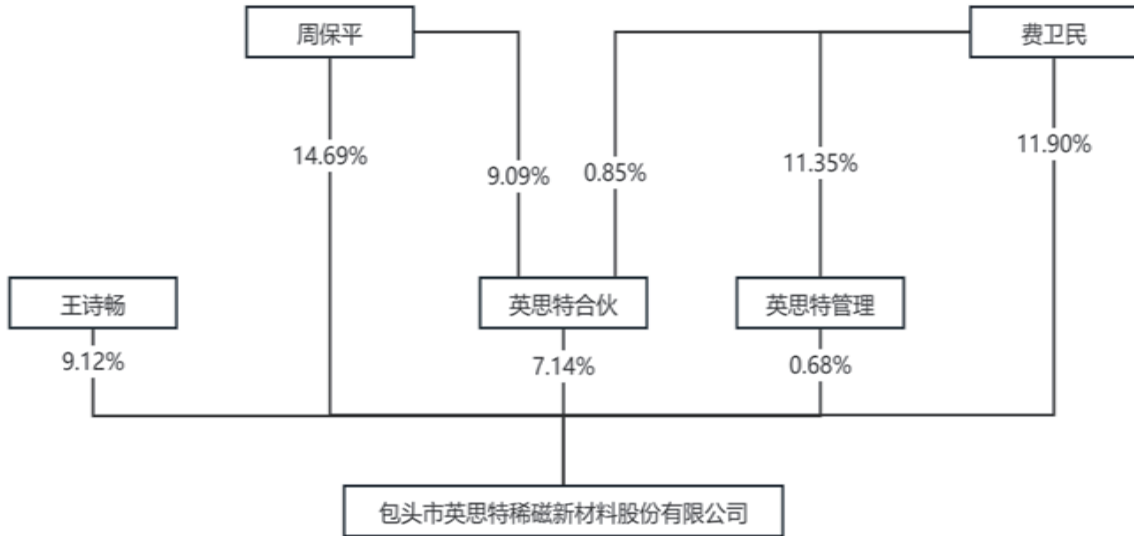 周保平
费卫民
14.69%
9.09%
0.85%
11.35%
11.90%
王诗畅
英思特合伙
英思特管理
9.12%
7.14%
0.68%
包头市英思特稀磁新材料股份有限公司